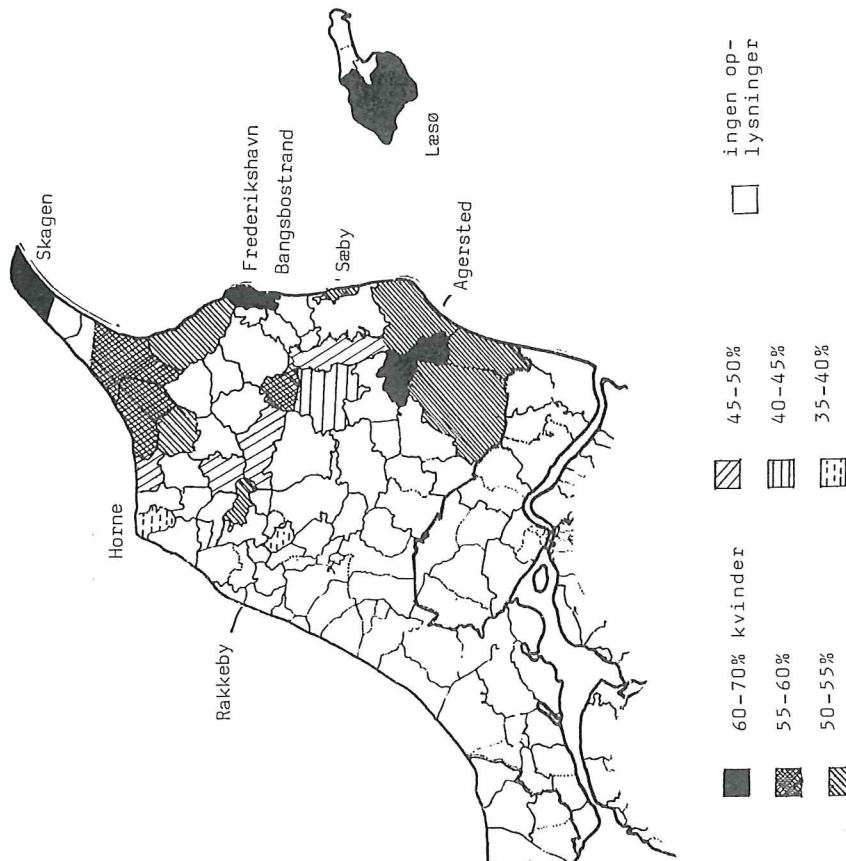 Skagen
Frederikshavn
Bangsbostrand
Sæby
Agersted
Læsø
Horne
Rakkeby
60-70% kvinder
55-60%
50-55%
45-50%
40-45%
35-40%
ingen op-
lysninger